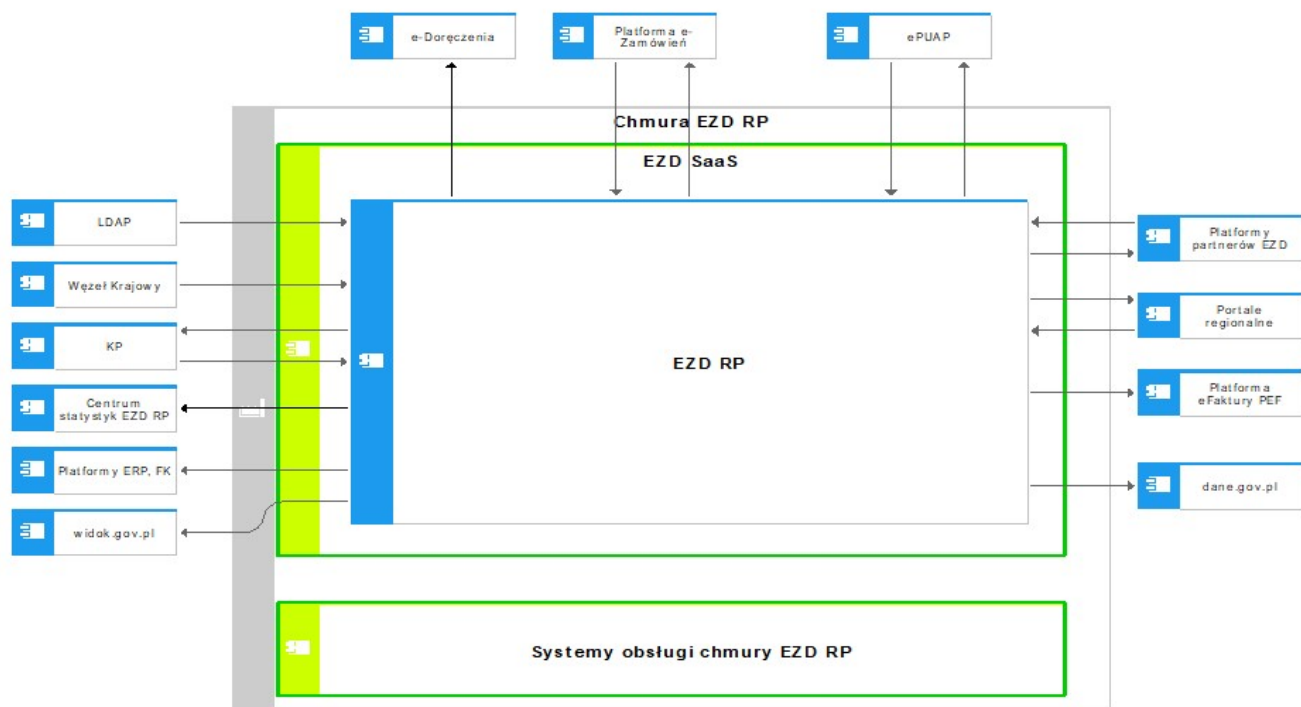 e-Doręczenia
Platforma e-
Zamówień
ePUAP
Chmura EZD RP
EZD SaaS
LDAP
Węzeł Krajowy
KP
Centrum
statystyk EZD RP
Platformy ERP, FK
widok.gov.pl
EZD RP
Platformy
partnerów EZD
Portale
regionalne
Platforma
eFaktury PEF
dane.gov.pl
Systemy obsługi chmury EZD RP